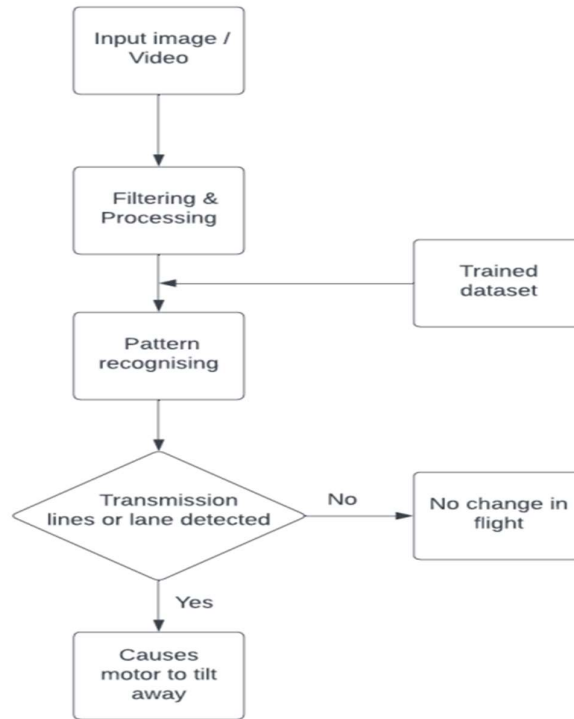 Input image /
Video
Filtering &
Processing
Trained
dataset
Pattern
recognising
Transmission
lines or lane detected
No
No change in
flight
Yes
Causes
motor to tilt
away